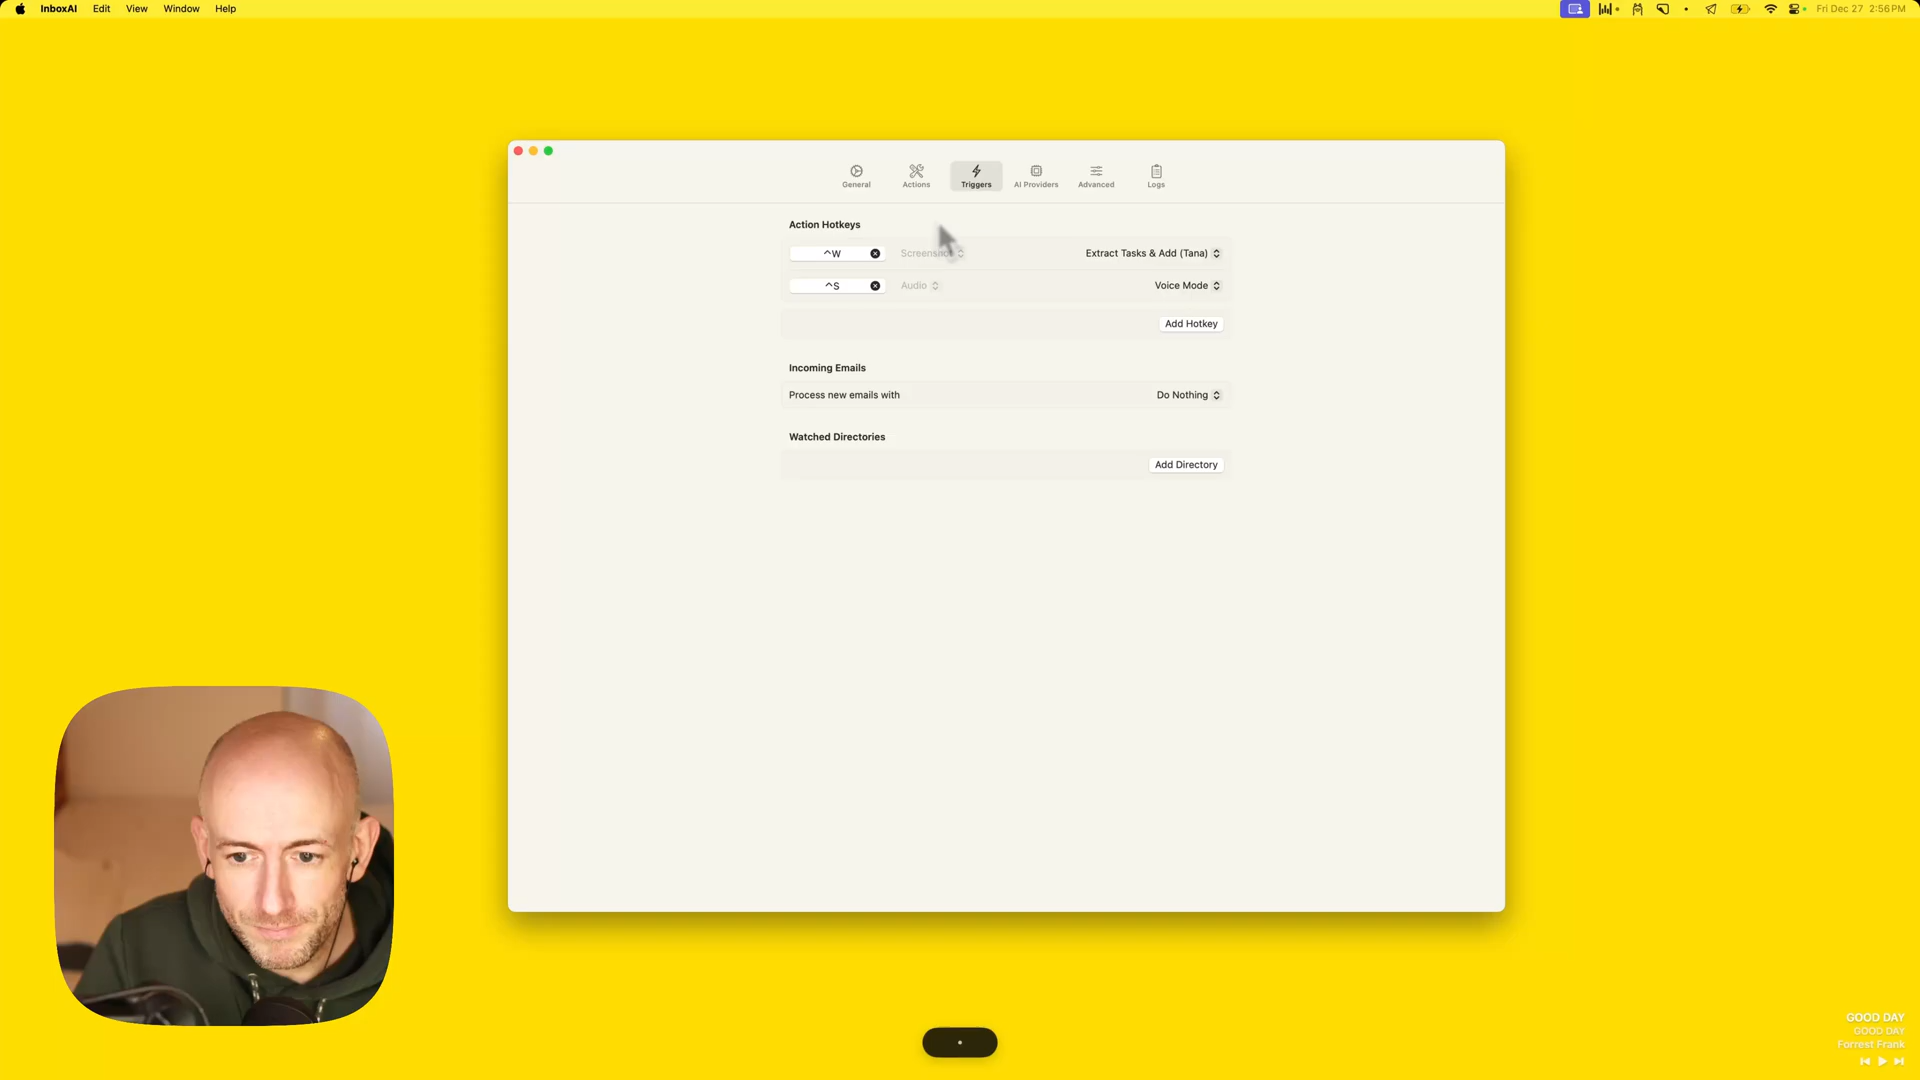 InboxAI Edit View Window Help
Fri Dec 27 2:56 PM
General Actions Triggers AI Providers Advanced Logs
Action Hotkeys
^W Screenshot Extract Tasks & Add (Tana)
^S Audio Voice Mode
Add Hotkey
Incoming Emails
Process new emails with Do Nothing
Watched Directories
Add Directory
GOOD DAY
GOOD DAY
Forrest Frank